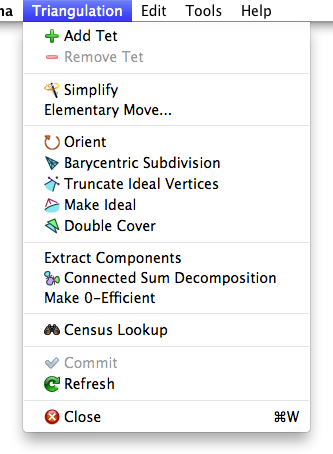 na Triangulation Edit Tools Help
Add Tet
Remove Tet
Simplify
Elementary Move...
Orient
Barycentric Subdivision
Truncate Ideal Vertices
Make Ideal
Double Cover
Extract Components
Connected Sum Decomposition
Make 0-Efficient
Census Lookup
Commit
Refresh
Close ⌘W